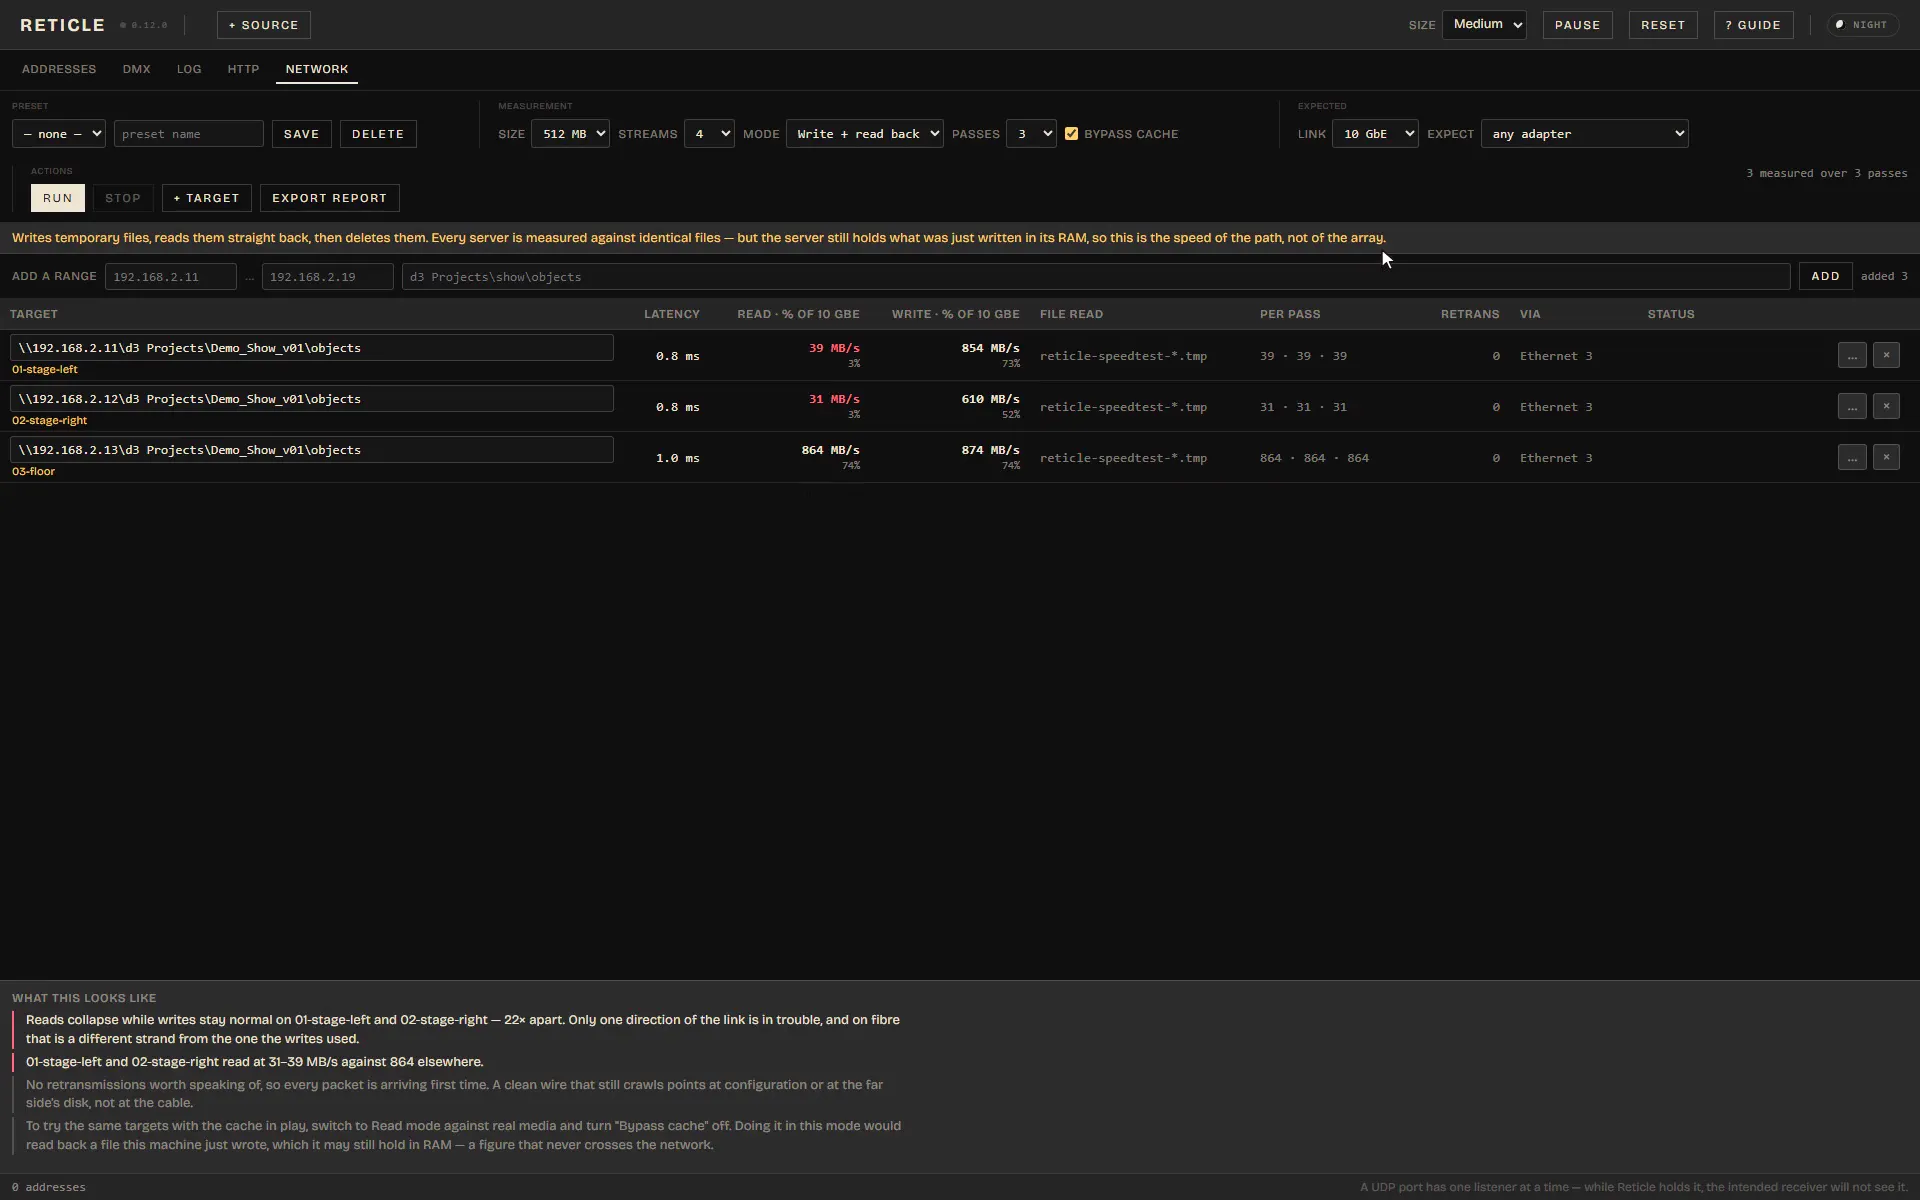 RETICLE 0.12.0 + SOURCE SIZE Medium PAUSE RESET ? GUIDE NIGHT
ADDRESSES DMX LOG HTTP NETWORK
PRESET MEASUREMENT EXPECTED
— none — preset name SAVE DELETE SIZE 512 MB STREAMS 4 MODE Write + read back PASSES 3 BYPASS CACHE LINK 10 GbE EXPECT any adapter
ACTIONS 3 measured over 3 passes
RUN STOP + TARGET EXPORT REPORT
Writes temporary files, reads them straight back, then deletes them. Every server is measured against identical files — but the server still holds what was just written in its RAM, so this is the speed of the path, not of the array.
ADD A RANGE 192.168.2.11 … 192.168.2.19 d3 Projects\show\objects ADD added 3
TARGET LATENCY READ · % OF 10 GBE WRITE · % OF 10 GBE FILE READ PER PASS RETRANS VIA STATUS
\\192.168.2.11\d3 Projects\Demo_Show_v01\objects 0.8 ms 39 MB/s 854 MB/s reticle-speedtest-*.tmp 39 · 39 · 39 0 Ethernet 3 … ×
01-stage-left 3% 73%
\\192.168.2.12\d3 Projects\Demo_Show_v01\objects 0.8 ms 31 MB/s 610 MB/s reticle-speedtest-*.tmp 31 · 31 · 31 0 Ethernet 3 … ×
02-stage-right 3% 52%
\\192.168.2.13\d3 Projects\Demo_Show_v01\objects 1.0 ms 864 MB/s 874 MB/s reticle-speedtest-*.tmp 864 · 864 · 864 0 Ethernet 3 … ×
03-floor 74% 74%
WHAT THIS LOOKS LIKE
Reads collapse while writes stay normal on 01-stage-left and 02-stage-right — 22× apart. Only one direction of the link is in trouble, and on fibre
that is a different strand from the one the writes used.
01-stage-left and 02-stage-right read at 31–39 MB/s against 864 elsewhere.
No retransmissions worth speaking of, so every packet is arriving first time. A clean wire that still crawls points at configuration or at the far
side's disk, not at the cable.
To try the same targets with the cache in play, switch to Read mode against real media and turn "Bypass cache" off. Doing it in this mode would
read back a file this machine just wrote, which it may still hold in RAM — a figure that never crosses the network.
0 addresses A UDP port has one listener at a time — while Reticle holds it, the intended receiver will not see it.